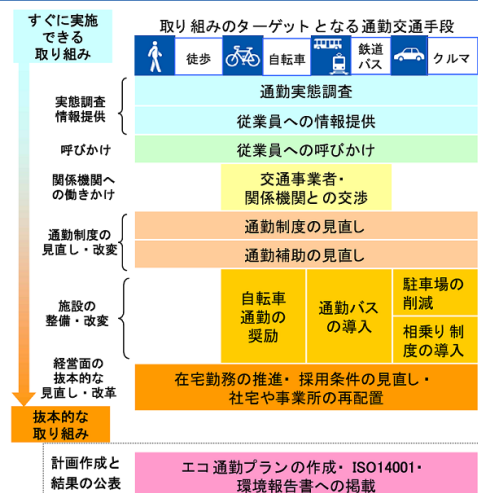 すぐに実施
できる
取り組み
取り組みのターゲットとなる通勤交通手段
徒歩
自転車
鉄道
バス
クルマ
実態調査
情報提供
通勤実態調査
従業員への情報提供
呼びかけ
従業員への呼びかけ
関係機関へ
の働きかけ
交通事業者・
関係機関との交渉
通勤制度の
見直し・改変
通勤制度の見直し
通勤補助の見直し
施設の
整備・改変
自転車
通勤の
奨励
通勤バス
の導入
駐車場の
削減
相乗り制
度の導入
経営面の
抜本的な
見直し・改革
在宅勤務の推進・採用条件の見直し・
社宅や事業所の再配置
抜本的な
取り組み
計画作成と
結果の公表
エコ通勤プランの作成・ISO14001・
環境報告書への掲載